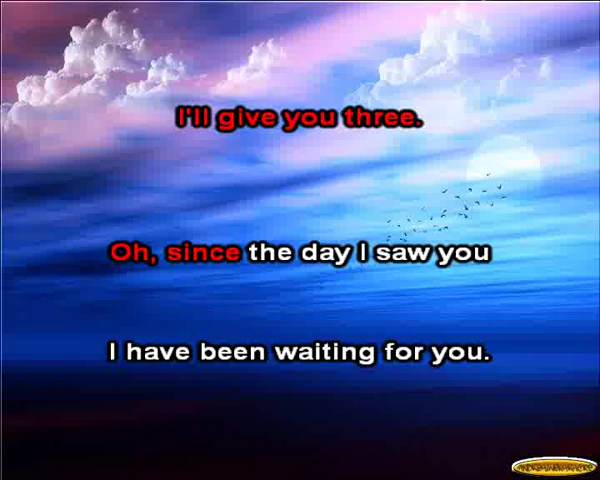 I'll give you three.
Oh, since the day I saw you
I have been waiting for you.